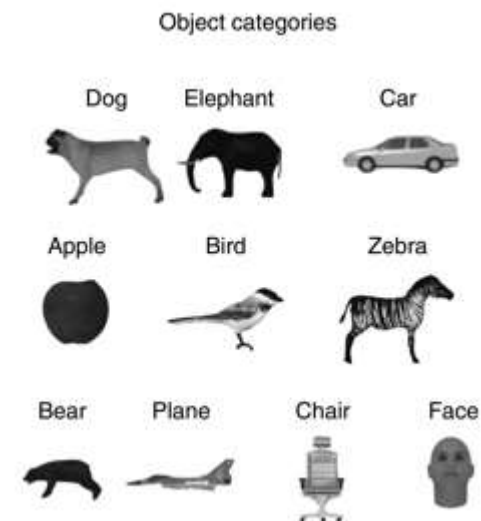 Object categories
Dog Elephant Car
Apple Bird Zebra
Bear Plane Chair Face